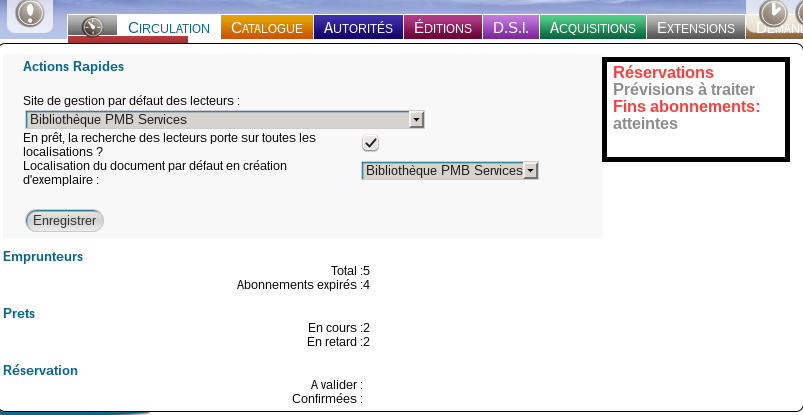 Circulation Catalogue Autorités Éditions D.S.I. Acquisitions Extensions
Actions Rapides
Site de gestion par défaut des lecteurs :
Bibliothèque PMB Services
En prêt, la recherche des lecteurs porte sur toutes les
localisations ?
Localisation du document par défaut en création
d'exemplaire :
Bibliothèque PMB Services
Enregistrer
Réservations
Prévisions à traiter
Fins abonnements:
atteintes
Emprunteurs
Total :5
Abonnements expirés :4
Prets
En cours :2
En retard :2
Réservation
A valider :
Confirmées :